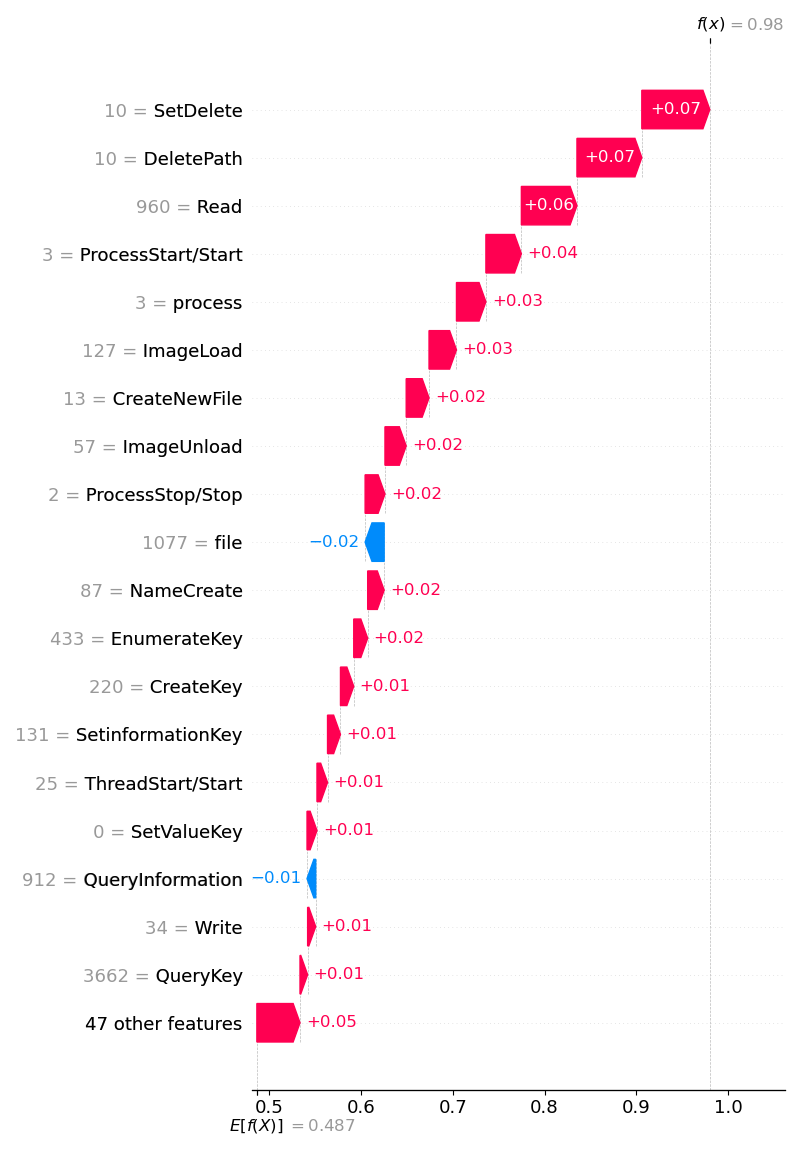 f(x) = 0.98
10 = SetDelete +0.07
10 = DeletePath +0.07
960 = Read +0.06
3 = ProcessStart/Start +0.04
3 = process +0.03
127 = ImageLoad +0.03
13 = CreateNewFile +0.02
57 = ImageUnload +0.02
2 = ProcessStop/Stop +0.02
1077 = file −0.02
87 = NameCreate +0.02
433 = EnumerateKey +0.02
220 = CreateKey +0.01
131 = SetinformationKey +0.01
25 = ThreadStart/Start +0.01
0 = SetValueKey +0.01
912 = QueryInformation −0.01
34 = Write +0.01
3662 = QueryKey +0.01
47 other features +0.05
0.5 0.6 0.7 0.8 0.9 1.0
E[f(X)] = 0.487